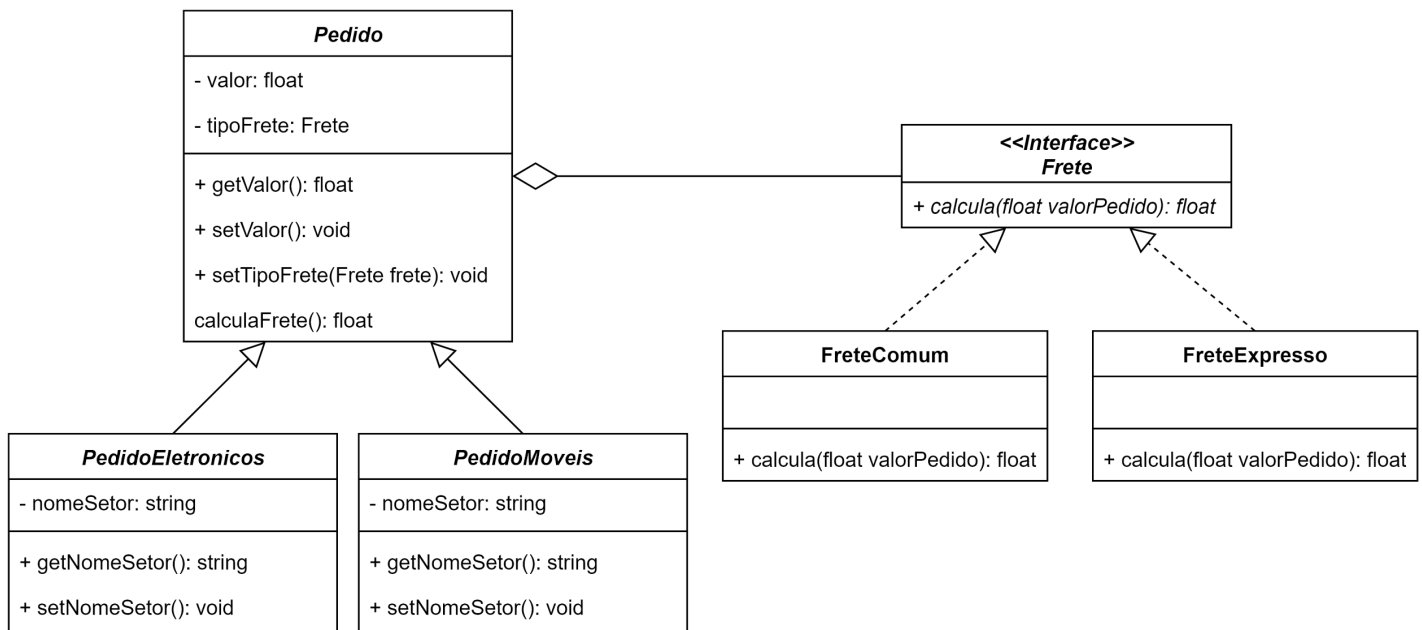 Pedido
- valor: float
- tipoFrete: Frete
+ getValor(): float
+ setValor(): void
+ setTipoFrete(Frete frete): void
calculaFrete(): float
<<Interface>>
Frete
+ calcula(float valorPedido): float
FreteComum
+ calcula(float valorPedido): float
FreteExpresso
+ calcula(float valorPedido): float
PedidoEletronicos
- nomeSetor: string
+ getNomeSetor(): string
+ setNomeSetor(): void
PedidoMoveis
- nomeSetor: string
+ getNomeSetor(): string
+ setNomeSetor(): void